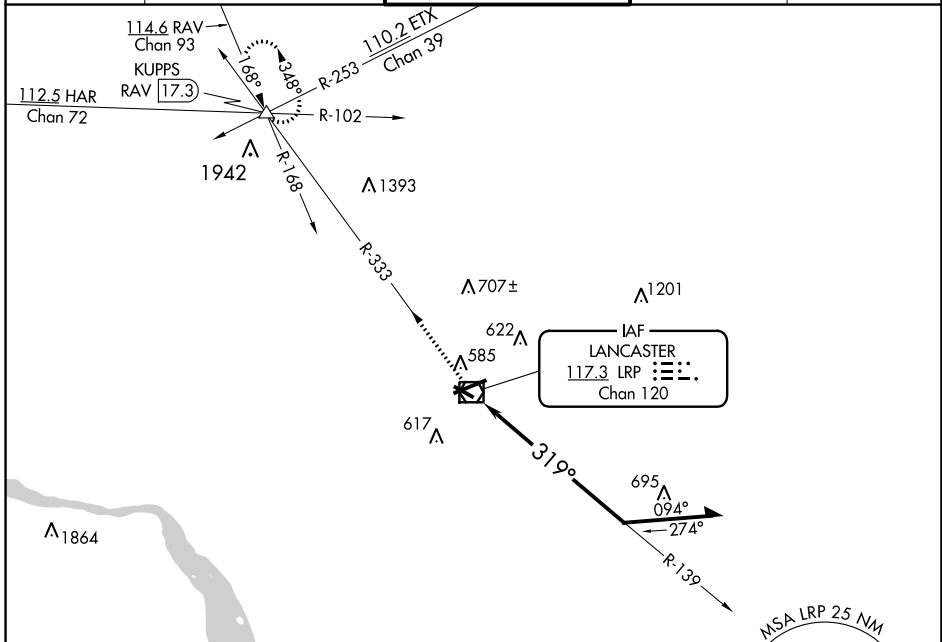 114.6 RAV
Chan 93
110.2 ETX
Chan 39
KUPPS
RAV 17.3
168°
348°
R-253
112.5 HAR
Chan 72
R-102
1942
R-168
1393
R-333
707±
1201
622
IAF
LANCASTER
117.3 LRP
Chan 120
585
617
319°
695
094°
274°
1864
R-139
MSA LRP 25 NM